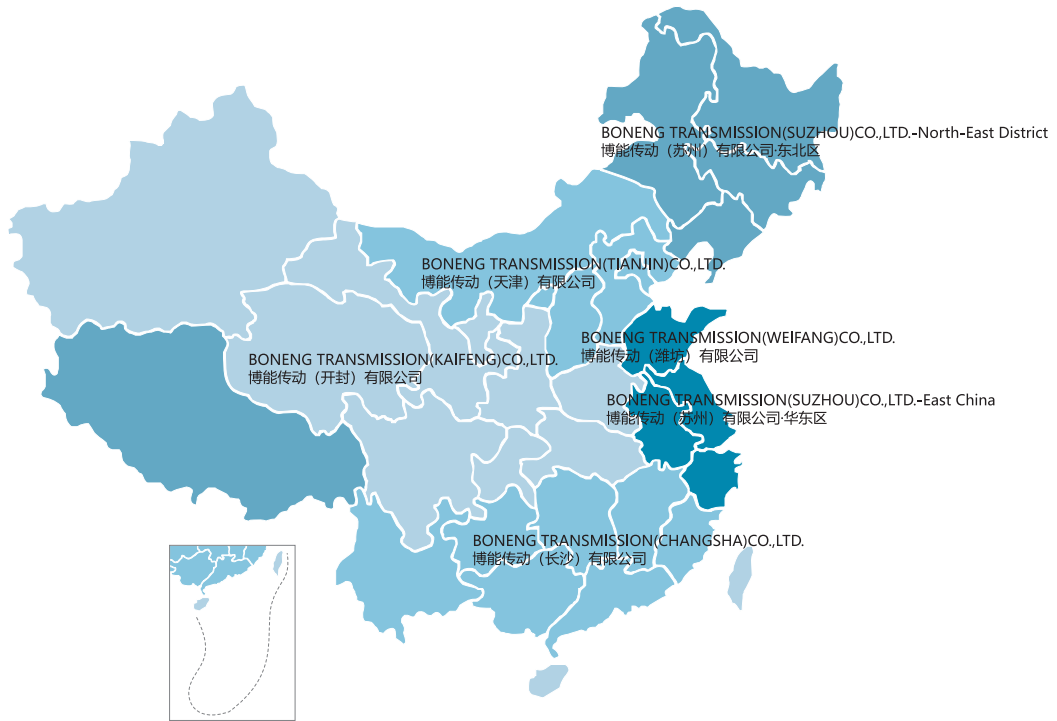 BONENG TRANSMISSION(SUZHOU)CO.,LTD.-North-East District
博能传动（苏州）有限公司·东北区
BONENG TRANSMISSION(TIANJIN)CO.,LTD.
博能传动（天津）有限公司
BONENG TRANSMISSION(WEIFANG)CO.,LTD.
博能传动（潍坊）有限公司
BONENG TRANSMISSION(KAIFENG)CO.,LTD.
博能传动（开封）有限公司
BONENG TRANSMISSION(SUZHOU)CO.,LTD.-East China
博能传动（苏州）有限公司·华东区
BONENG TRANSMISSION(CHANGSHA)CO.,LTD.
博能传动（长沙）有限公司